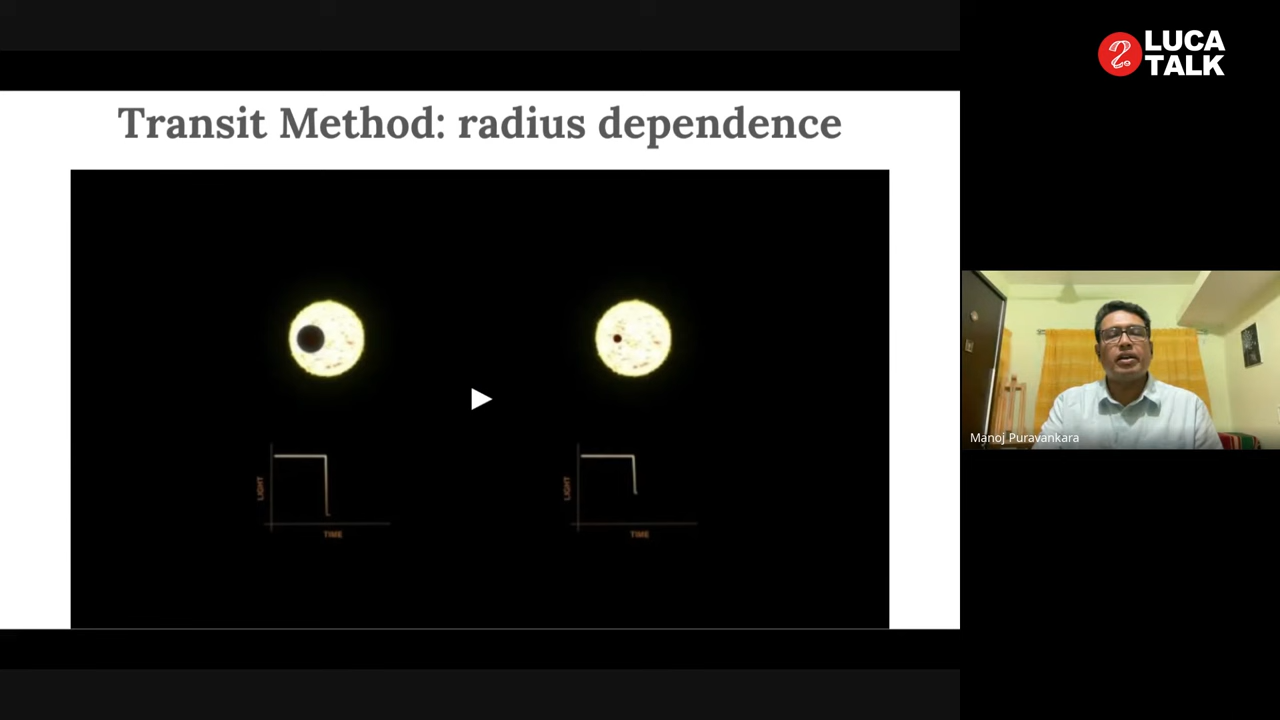 LUCA
TALK
Transit Method: radius dependence
LIGHT
TIME
LIGHT
TIME
Manoj Puravankara